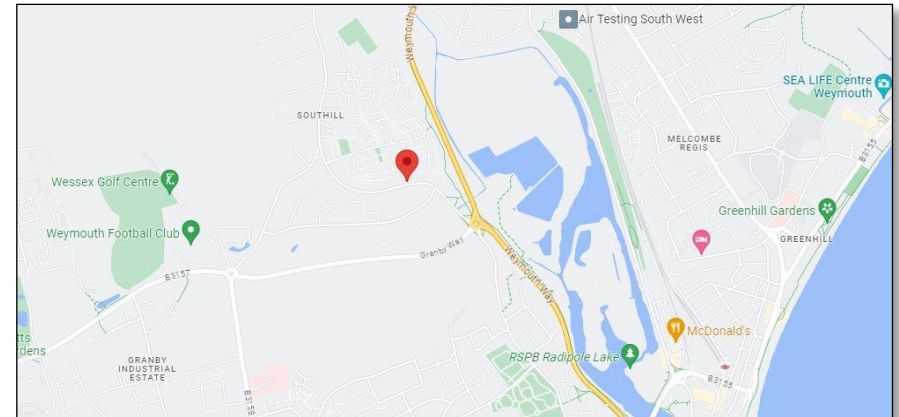 Air Testing South West
SEA LIFE Centre
Weymouth
Weymouth
SOUTHILL
MELCOMBE
REGIS
B3155
Wessex Golf Centre
Greenhill Gardens
Weymouth Football Club
GREENHILL
Granby Way
B3157
Weymouth Way
McDonald's
RSPB Radipole Lake
GRANBY
INDUSTRIAL
ESTATE
B3155
B3158